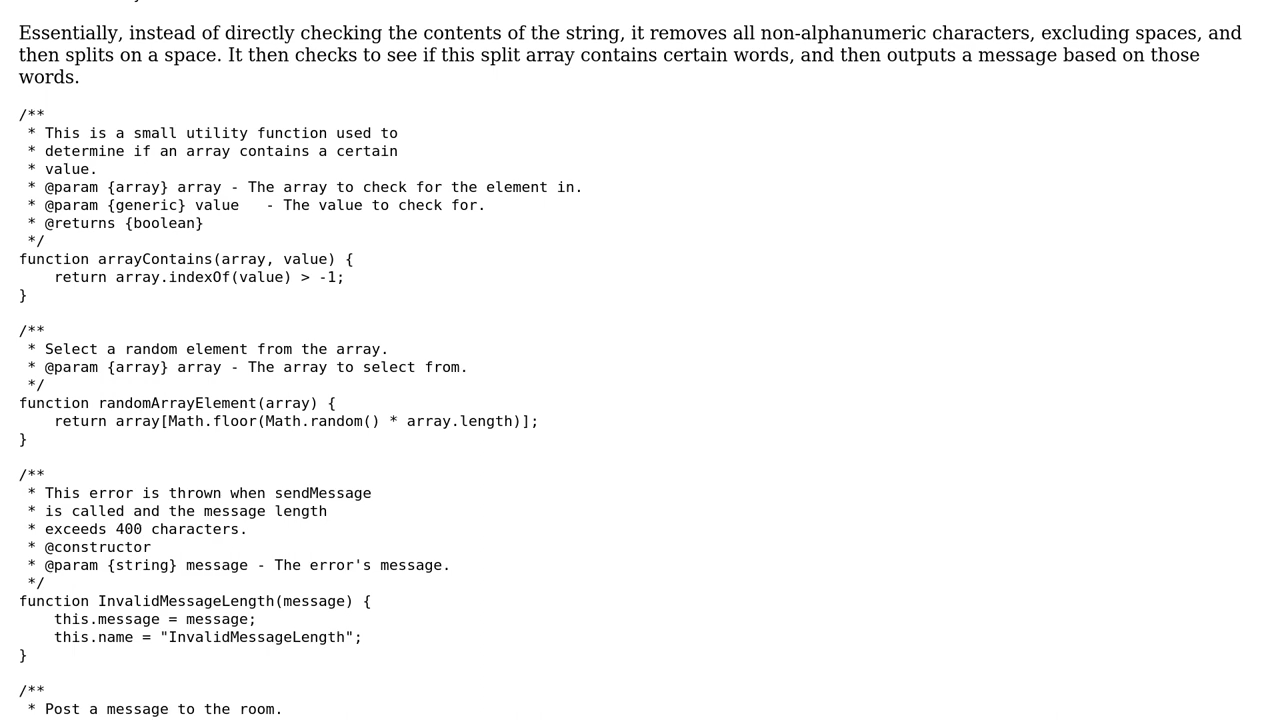 Essentially, instead of directly checking the contents of the string, it removes all non-alphanumeric characters, excluding spaces, and
then splits on a space. It then checks to see if this split array contains certain words, and then outputs a message based on those
words.
/**
 * This is a small utility function used to
 * determine if an array contains a certain
 * value.
 * @param {array} array - The array to check for the element in.
 * @param {generic} value   - The value to check for.
 * @returns {boolean}
 */
function arrayContains(array, value) {
    return array.indexOf(value) > -1;
}
/**
 * Select a random element from the array.
 * @param {array} array - The array to select from.
 */
function randomArrayElement(array) {
    return array[Math.floor(Math.random() * array.length)];
}
/**
 * This error is thrown when sendMessage
 * is called and the message length
 * exceeds 400 characters.
 * @constructor
 * @param {string} message - The error's message.
 */
function InvalidMessageLength(message) {
    this.message = message;
    this.name = "InvalidMessageLength";
}
/**
 * Post a message to the room.